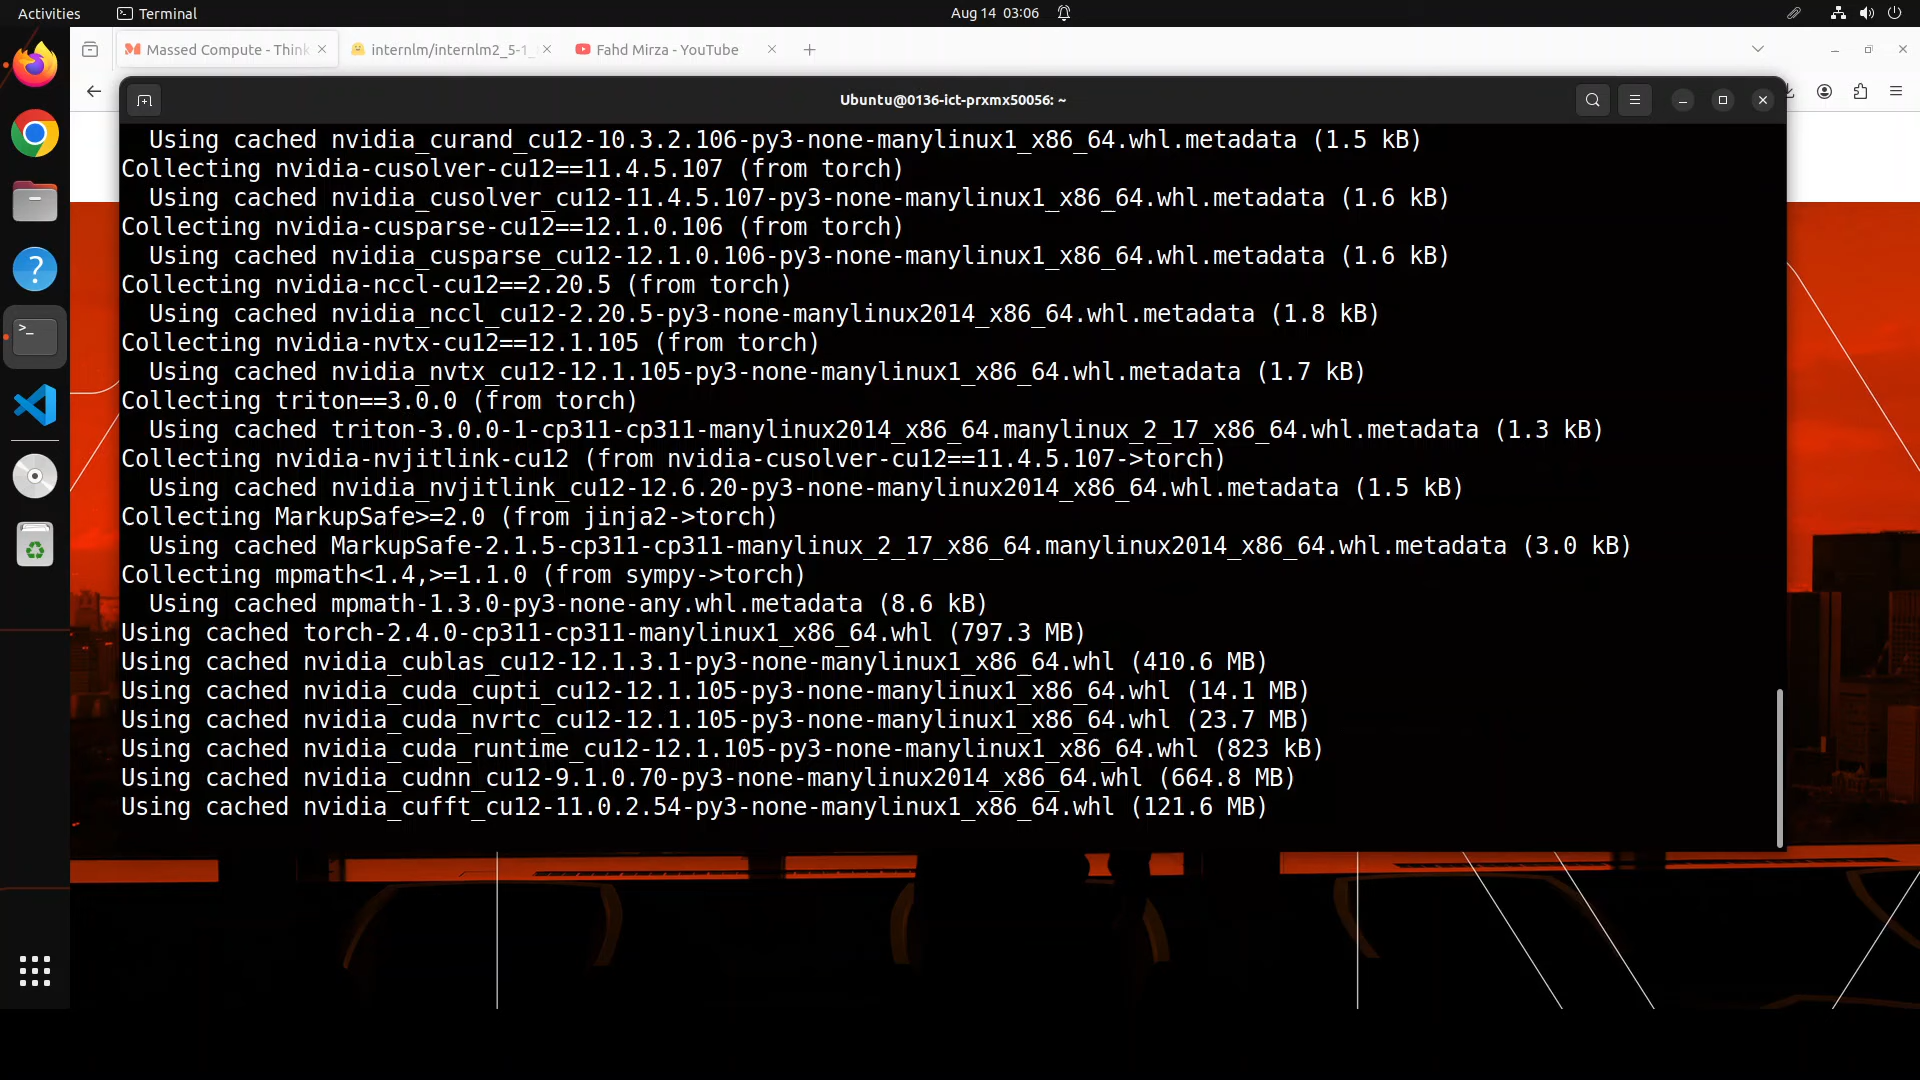 Activities
Terminal
Aug 14 03:06
Massed Compute - Think
internlm/internlm2_5-1_
Fahd Mirza - YouTube
Ubuntu@0136-ict-prxmx50056: ~
Using cached nvidia_curand_cu12-10.3.2.106-py3-none-manylinux1_x86_64.whl.metadata (1.5 kB)
Collecting nvidia-cusolver-cu12==11.4.5.107 (from torch)
Using cached nvidia_cusolver_cu12-11.4.5.107-py3-none-manylinux1_x86_64.whl.metadata (1.6 kB)
Collecting nvidia-cusparse-cu12==12.1.0.106 (from torch)
Using cached nvidia_cusparse_cu12-12.1.0.106-py3-none-manylinux1_x86_64.whl.metadata (1.6 kB)
Collecting nvidia-nccl-cu12==2.20.5 (from torch)
Using cached nvidia_nccl_cu12-2.20.5-py3-none-manylinux2014_x86_64.whl.metadata (1.8 kB)
Collecting nvidia-nvtx-cu12==12.1.105 (from torch)
Using cached nvidia_nvtx_cu12-12.1.105-py3-none-manylinux1_x86_64.whl.metadata (1.7 kB)
Collecting triton==3.0.0 (from torch)
Using cached triton-3.0.0-1-cp311-cp311-manylinux2014_x86_64.manylinux_2_17_x86_64.whl.metadata (1.3 kB)
Collecting nvidia-nvjitlink-cu12 (from nvidia-cusolver-cu12==11.4.5.107->torch)
Using cached nvidia_nvjitlink_cu12-12.6.20-py3-none-manylinux2014_x86_64.whl.metadata (1.5 kB)
Collecting MarkupSafe>=2.0 (from jinja2->torch)
Using cached MarkupSafe-2.1.5-cp311-cp311-manylinux_2_17_x86_64.manylinux2014_x86_64.whl.metadata (3.0 kB)
Collecting mpmath<1.4,>=1.1.0 (from sympy->torch)
Using cached mpmath-1.3.0-py3-none-any.whl.metadata (8.6 kB)
Using cached torch-2.4.0-cp311-cp311-manylinux1_x86_64.whl (797.3 MB)
Using cached nvidia_cublas_cu12-12.1.3.1-py3-none-manylinux1_x86_64.whl (410.6 MB)
Using cached nvidia_cuda_cupti_cu12-12.1.105-py3-none-manylinux1_x86_64.whl (14.1 MB)
Using cached nvidia_cuda_nvrtc_cu12-12.1.105-py3-none-manylinux1_x86_64.whl (23.7 MB)
Using cached nvidia_cuda_runtime_cu12-12.1.105-py3-none-manylinux1_x86_64.whl (823 kB)
Using cached nvidia_cudnn_cu12-9.1.0.70-py3-none-manylinux2014_x86_64.whl (664.8 MB)
Using cached nvidia_cufft_cu12-11.0.2.54-py3-none-manylinux1_x86_64.whl (121.6 MB)